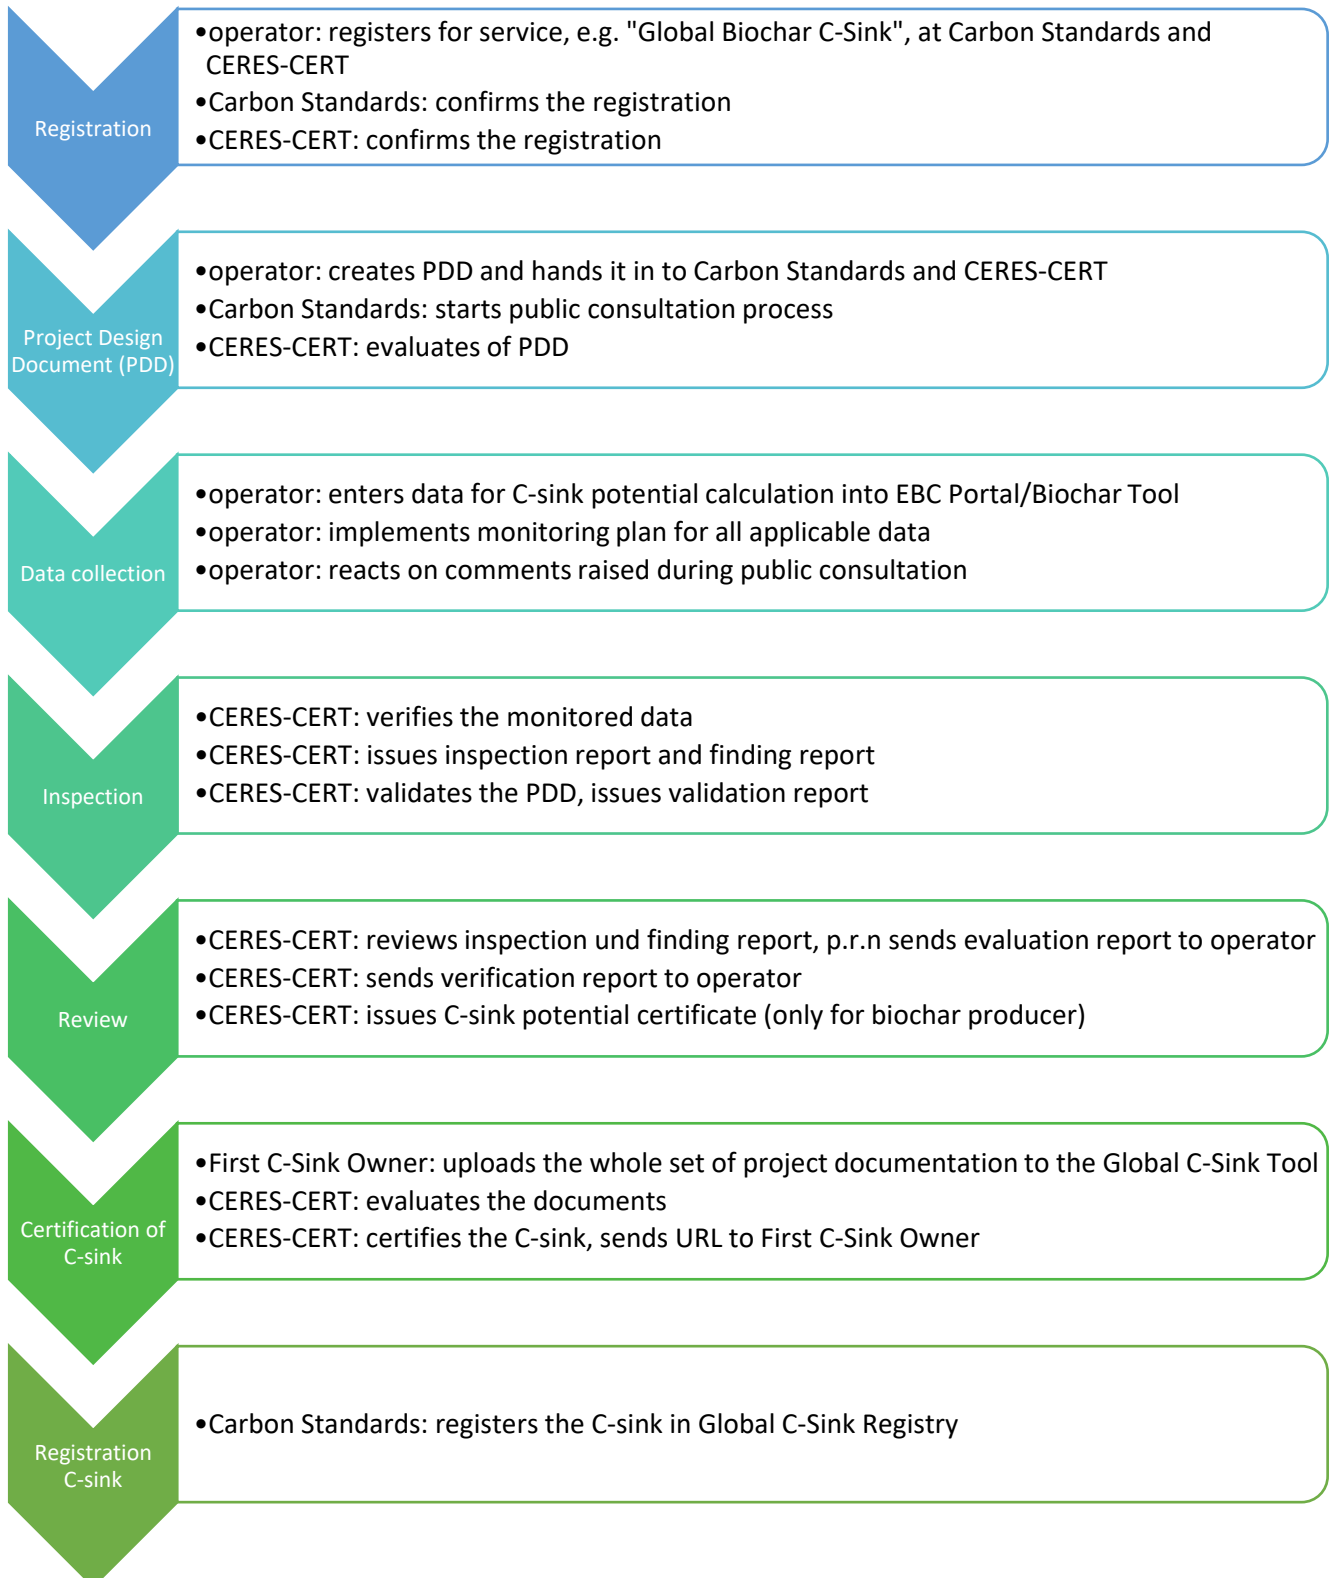 Registration
•operator: registers for service, e.g. "Global Biochar C-Sink", at Carbon Standards and
CERES-CERT
•Carbon Standards: confirms the registration
•CERES-CERT: confirms the registration
Project Design
Document (PDD)
•operator: creates PDD and hands it in to Carbon Standards and CERES-CERT
•Carbon Standards: starts public consultation process
•CERES-CERT: evaluates of PDD
Data collection
•operator: enters data for C-sink potential calculation into EBC Portal/Biochar Tool
•operator: implements monitoring plan for all applicable data
•operator: reacts on comments raised during public consultation
Inspection
•CERES-CERT: verifies the monitored data
•CERES-CERT: issues inspection report and finding report
•CERES-CERT: validates the PDD, issues validation report
Review
•CERES-CERT: reviews inspection und finding report, p.r.n sends evaluation report to operator
•CERES-CERT: sends verification report to operator
•CERES-CERT: issues C-sink potential certificate (only for biochar producer)
Certification of
C-sink
•First C-Sink Owner: uploads the whole set of project documentation to the Global C-Sink Tool
•CERES-CERT: evaluates the documents
•CERES-CERT: certifies the C-sink, sends URL to First C-Sink Owner
Registration
C-sink
•Carbon Standards: registers the C-sink in Global C-Sink Registry